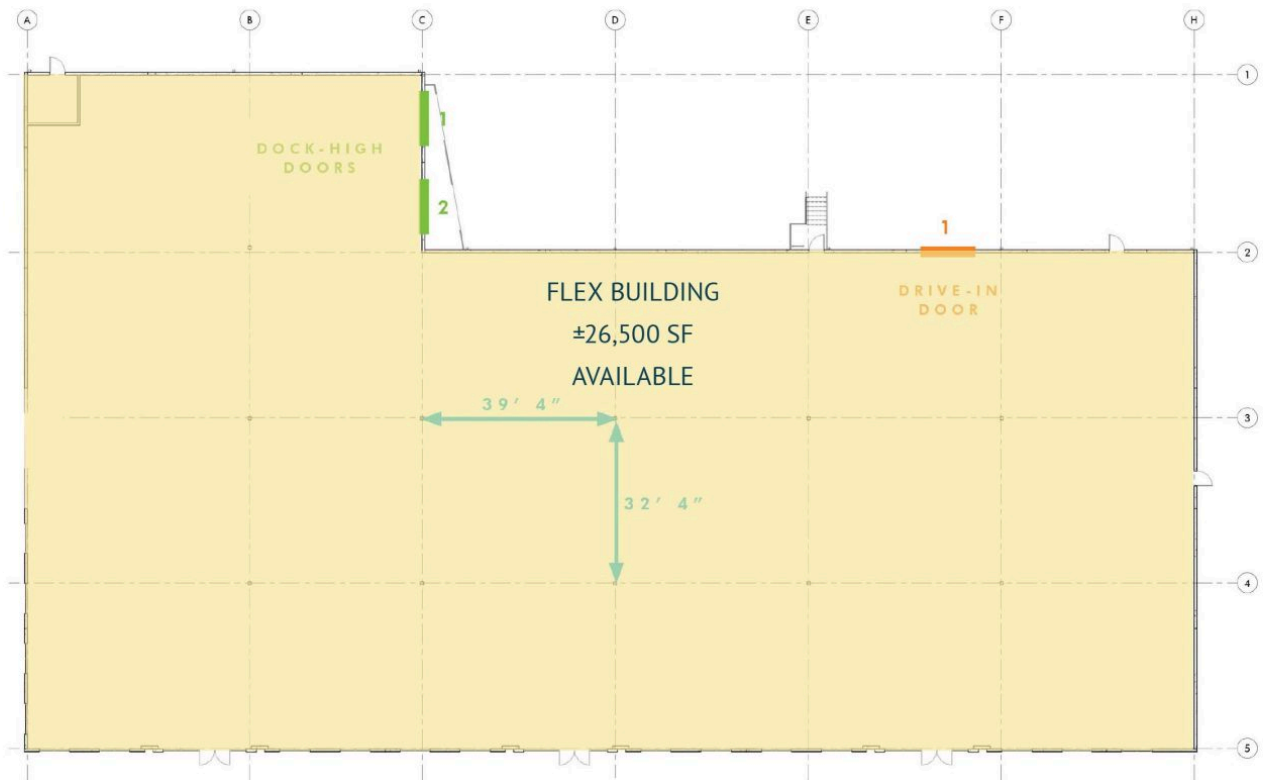 A B C D E F H
1
1
DOCK-HIGH
DOORS
2
1
2
FLEX BUILDING
DRIVE-IN
DOOR
±26,500 SF
AVAILABLE
39' 4"
3
32' 4"
4
5